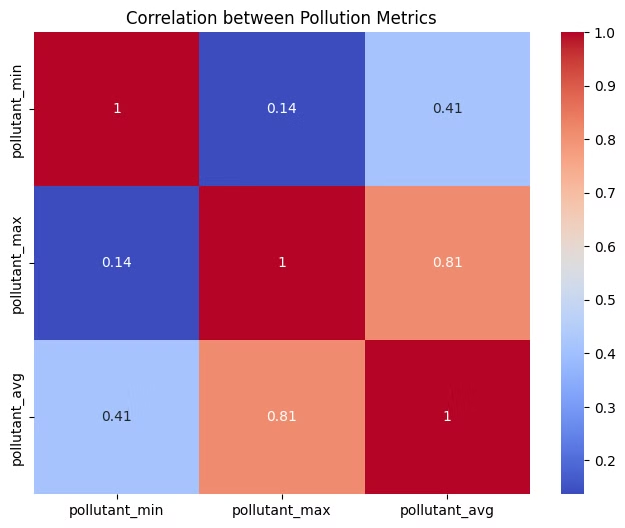 Correlation between Pollution Metrics
pollutant_min
1
0.14
0.41
pollutant_max
0.14
1
0.81
pollutant_avg
0.41
0.81
1
pollutant_min
pollutant_max
pollutant_avg
1.0
0.9
0.8
0.7
0.6
0.5
0.4
0.3
0.2